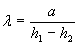 λ = a / (h₁ − h₂)